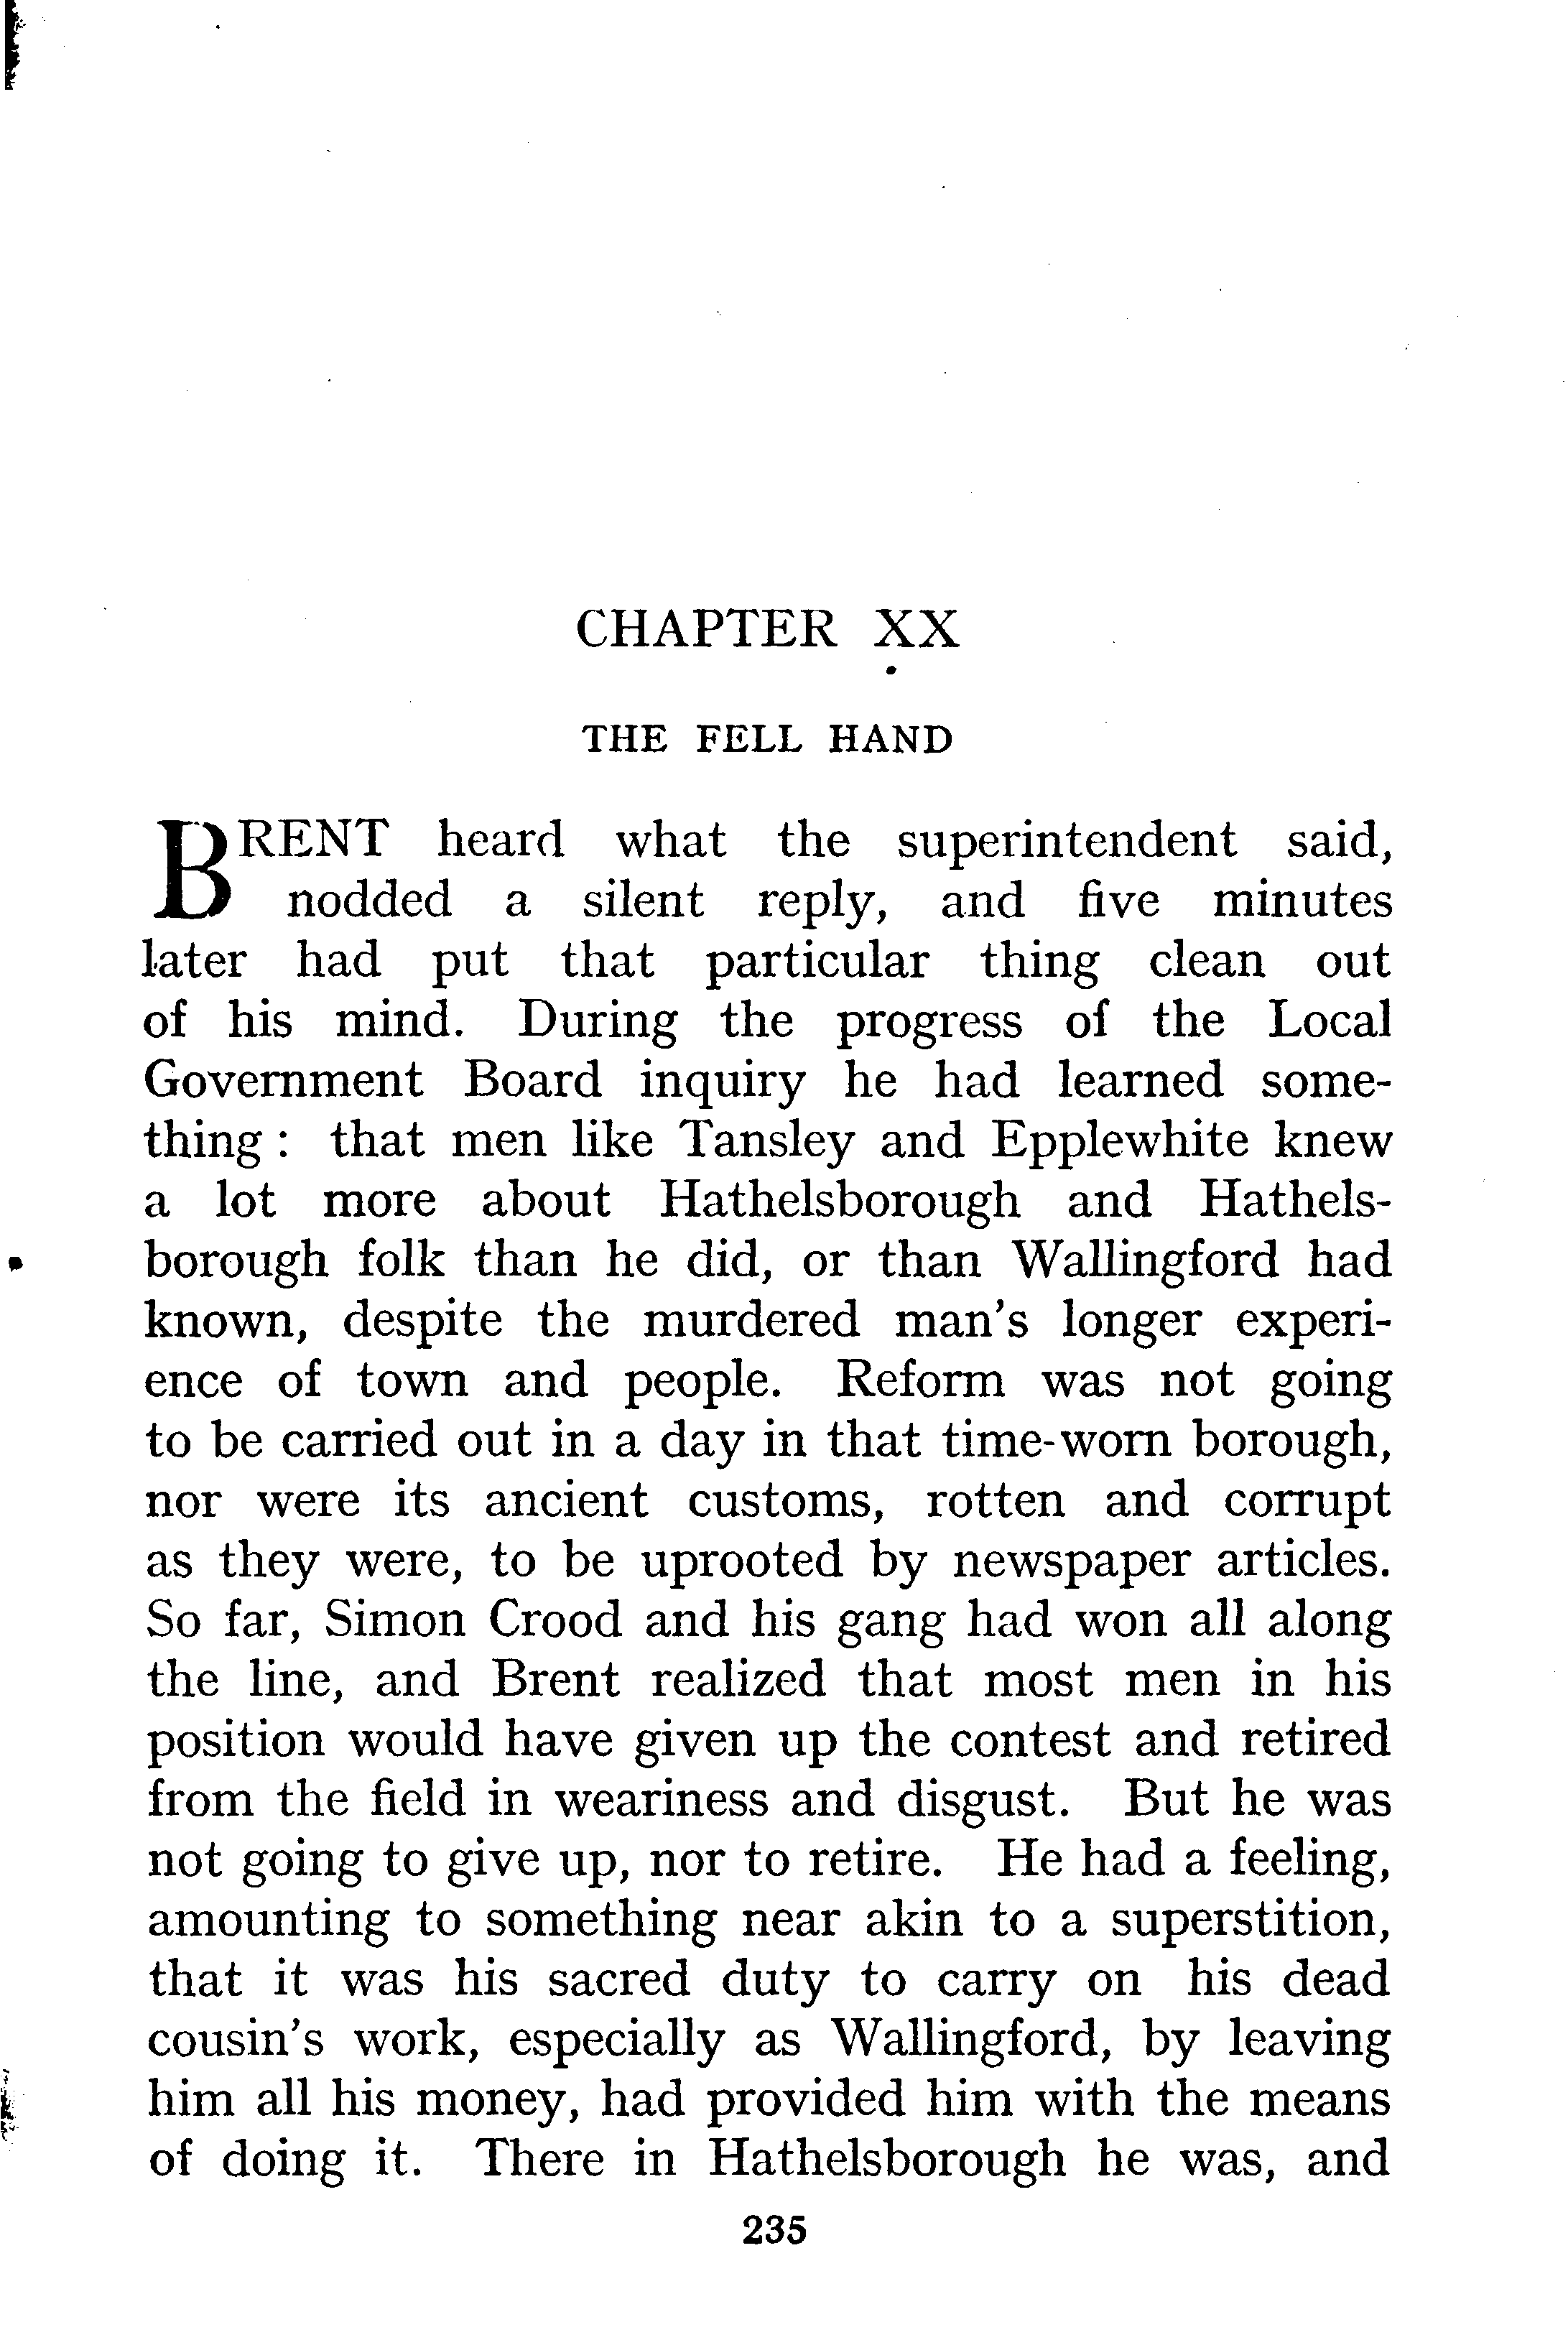 CHAPTER XX
THE FELL HAND
BRENT heard what the superintendent said,
nodded a silent reply, and five minutes
later had put that particular thing clean out
of his mind. During the progress of the Local
Government Board inquiry he had learned some-
thing : that men like Tansley and Epplewhite knew
a lot more about Hathelsborough and Hathels-
borough folk than he did, or than Wallingford had
known, despite the murdered man's longer experi-
ence of town and people. Reform was not going
to be carried out in a day in that time-worn borough,
nor were its ancient customs, rotten and corrupt
as they were, to be uprooted by newspaper articles.
So far, Simon Crood and his gang had won all along
the line, and Brent realized that most men in his
position would have given up the contest and retired
from the field in weariness and disgust. But he was
not going to give up, nor to retire. He had a feeling,
amounting to something near akin to a superstition,
that it was his sacred duty to carry on his dead
cousin's work, especially as Wallingford, by leaving
him all his money, had provided him with the means
of doing it. There in Hathelsborough he was, and
235